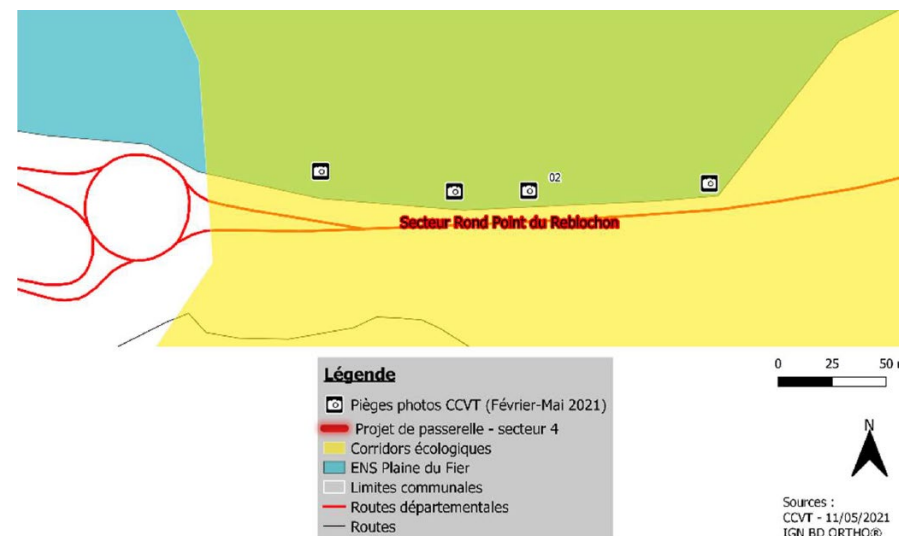 02
Secteur Rond Point du Reblochon
Légende
Pièges photos CCVT (Février-Mai 2021)
Projet de passerelle - secteur 4
Corridors écologiques
ENS Plaine du Fier
Limites communales
Routes départementales
Routes
0 25 50
N
Sources :
CCVT - 11/05/2021
IGN BD ORTHO®